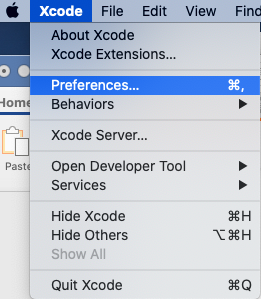 Xcode File Edit View Find
About Xcode
Xcode Extensions...
Preferences... ⌘,
Behaviors
Xcode Server...
Open Developer Tool
Services
Hide Xcode ⌘H
Hide Others ⌥⌘H
Show All
Quit Xcode ⌘Q
Home
Paste